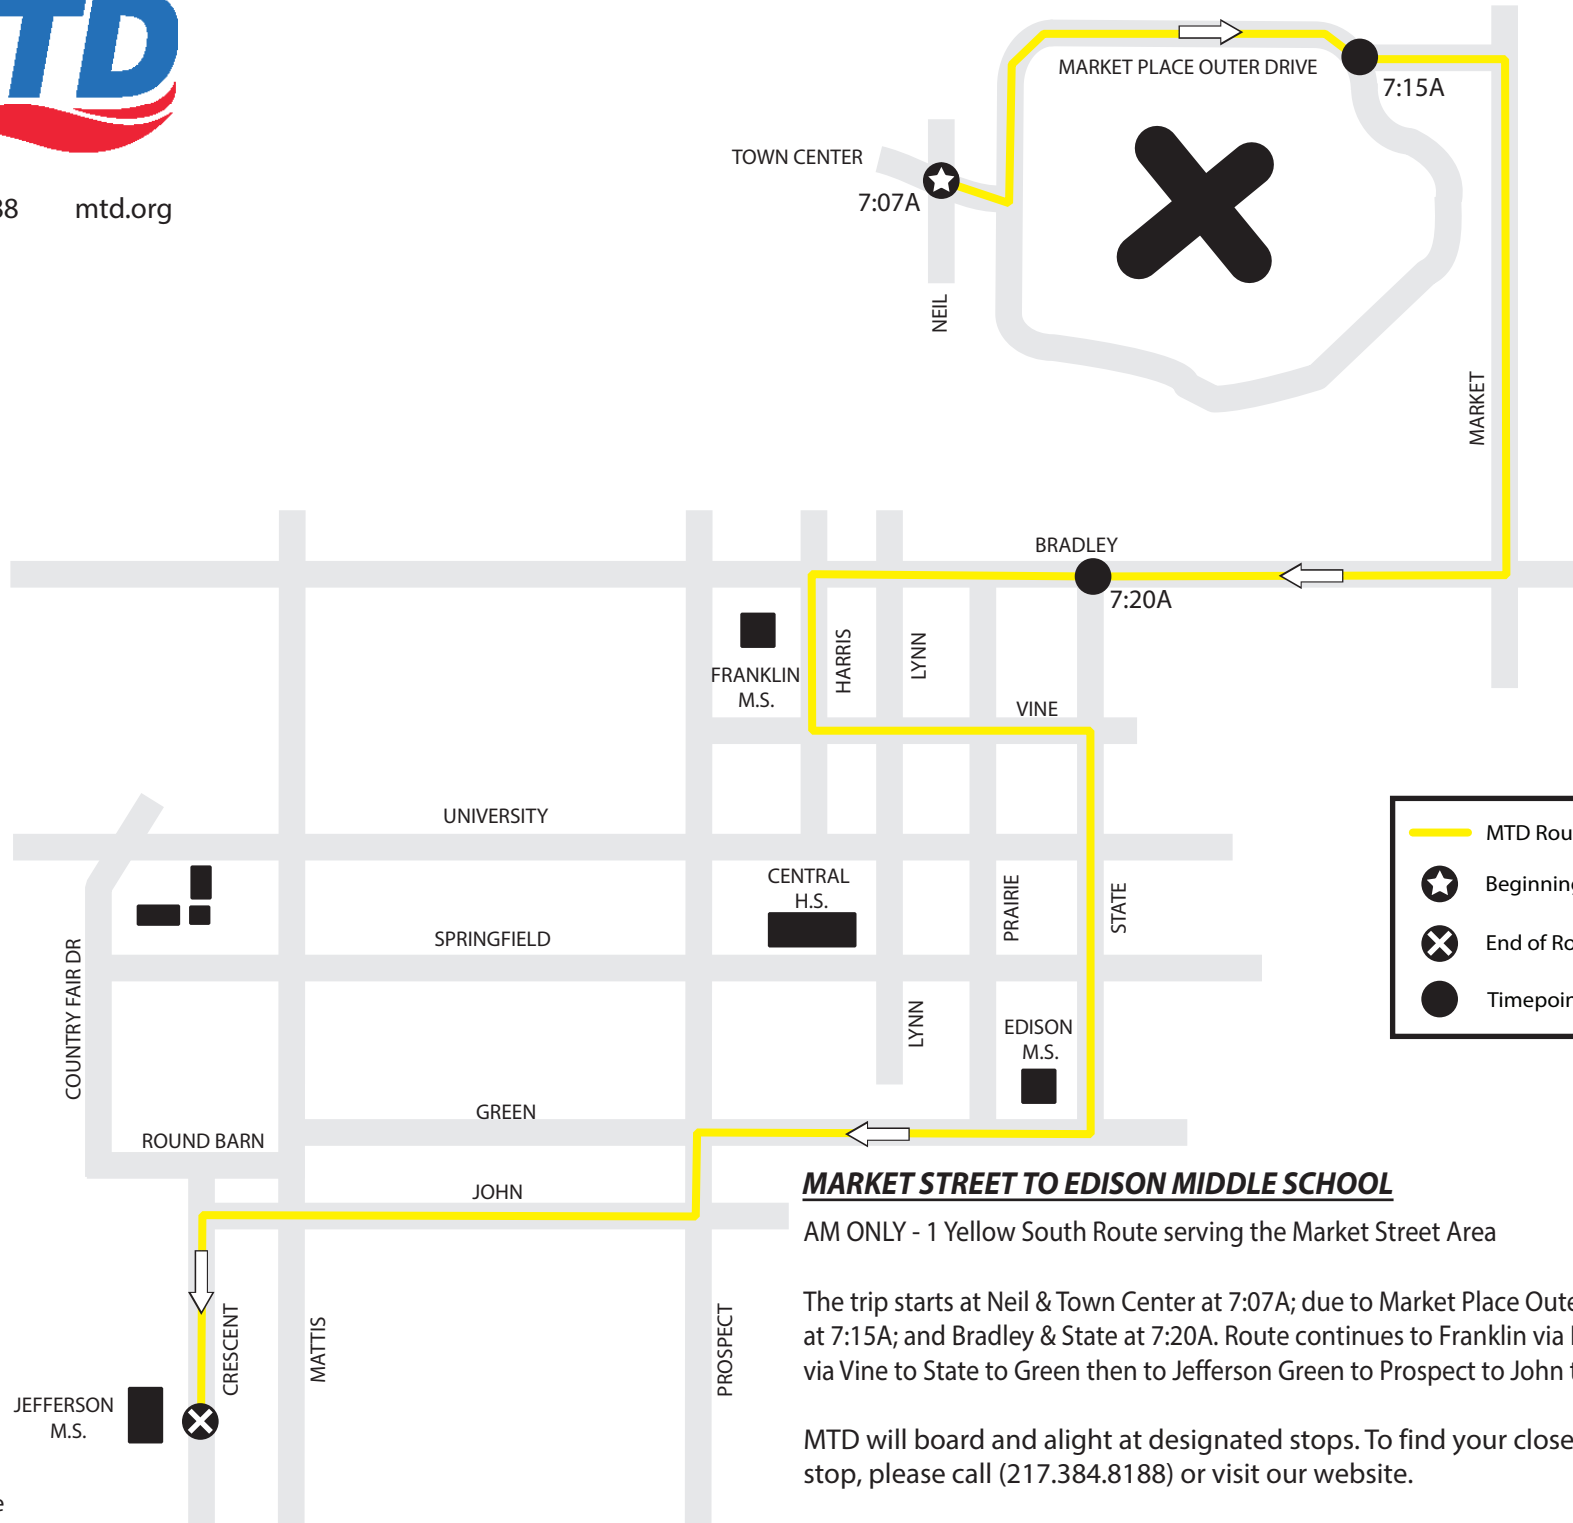 TD
38 mtd.org
MARKET PLACE OUTER DRIVE
7:15A
TOWN CENTER
7:07A
NEIL
MARKET
BRADLEY
7:20A
FRANKLIN
M.S.
HARRIS
LYNN
VINE
UNIVERSITY
CENTRAL
H.S.
PRAIRIE
STATE
SPRINGFIELD
COUNTRY FAIR DR
LYNN
EDISON
M.S.
GREEN
ROUND BARN
JOHN
CRESCENT
MATTIS
PROSPECT
JEFFERSON
M.S.
MTD Rou
Beginning
End of Ro
Timepoin
MARKET STREET TO EDISON MIDDLE SCHOOL
AM ONLY - 1 Yellow South Route serving the Market Street Area
The trip starts at Neil & Town Center at 7:07A; due to Market Place Oute
at 7:15A; and Bradley & State at 7:20A. Route continues to Franklin via
via Vine to State to Green then to Jefferson Green to Prospect to John t
MTD will board and alight at designated stops. To find your close
stop, please call (217.384.8188) or visit our website.
e